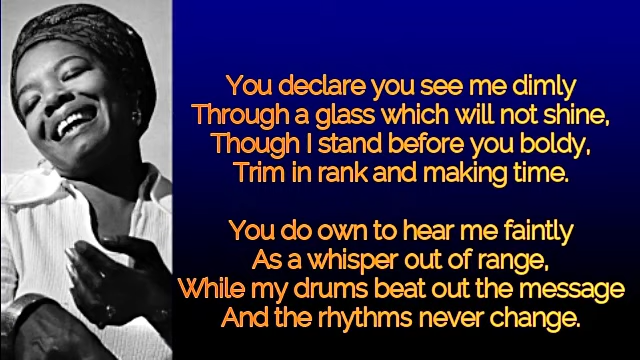 You declare you see me dimly
Through a glass which will not shine,
Though I stand before you boldy,
Trim in rank and making time.
You do own to hear me faintly
As a whisper out of range,
While my drums beat out the message
And the rhythms never change.